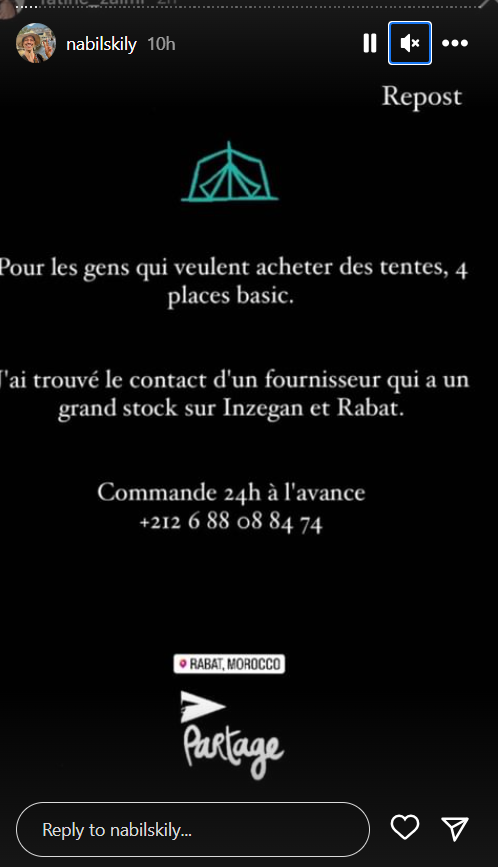 nabilskily 10h
Repost
Pour les gens qui veulent acheter des tentes, 4
places basic.
J'ai trouvé le contact d'un fournisseur qui a un
grand stock sur Inzegan et Rabat.
Commande 24h à l'avance
+212 6 88 08 84 74
RABAT, MOROCCO
Partage
Reply to nabilskily...